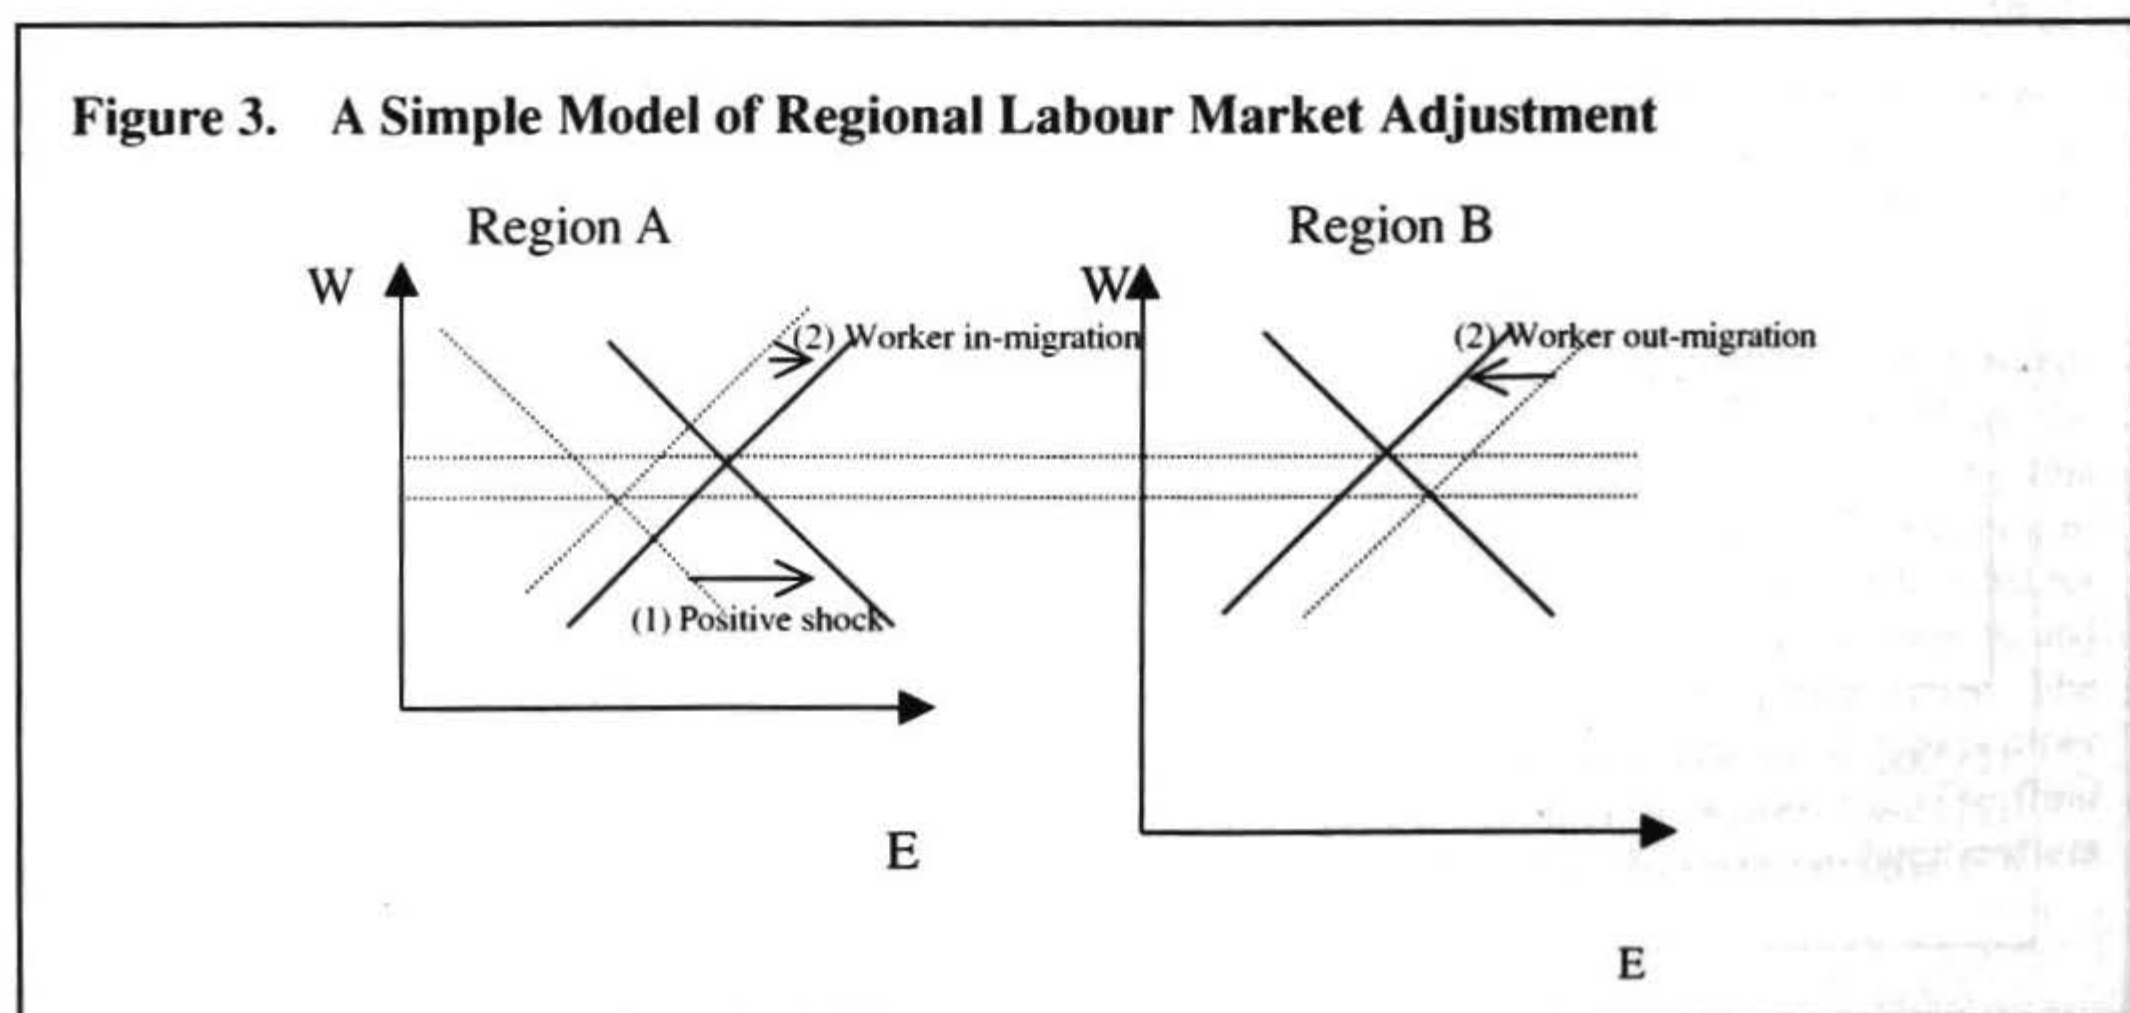 Figure 3. A Simple Model of Regional Labour Market Adjustment
Region A
Region B
W
W
(2) Worker in-migration
(2) Worker out-migration
(1) Positive shock
E
E